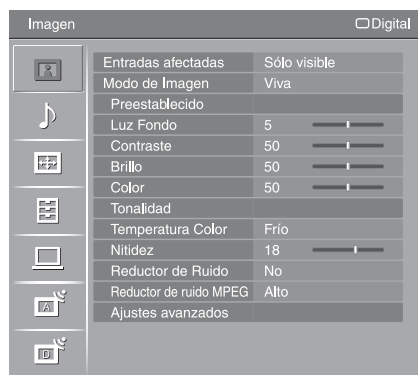 Imagen Digital
Entradas afectadas Sólo visible
Modo de Imagen Viva
Preestablecido
Luz Fondo 5
Contraste 50
Brillo 50
Color 50
Tonalidad
Temperatura Color Frío
Nitidez 18
Reductor de Ruido No
Reductor de ruido MPEG Alto
Ajustes avanzados
A
D